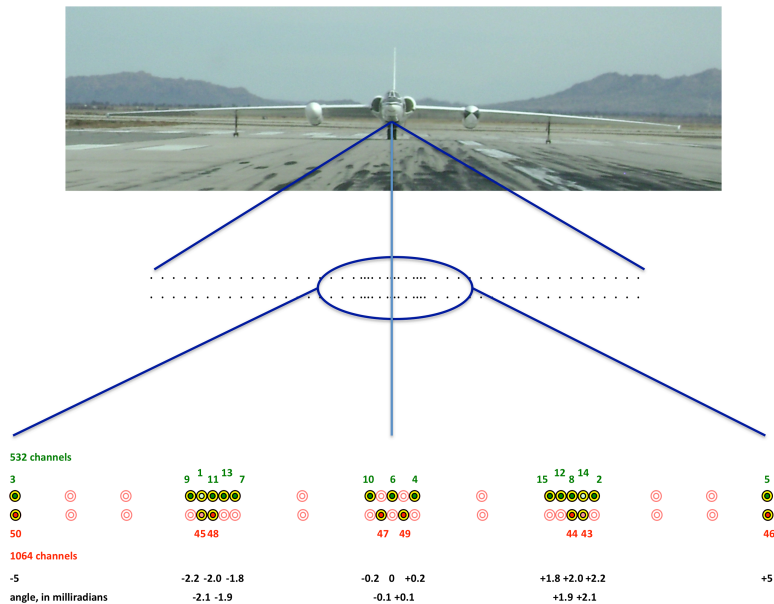 532 channels
1 13 12 14
3 9 11 7 10 6 4 15 8 2 5
50 45 48 47 49 44 43 46
1064 channels
-5 -2.2 -2.0 -1.8 -0.2 0 +0.2 +1.8 +2.0 +2.2 +5
angle, in milliradians -2.1 -1.9 -0.1 +0.1 +1.9 +2.1